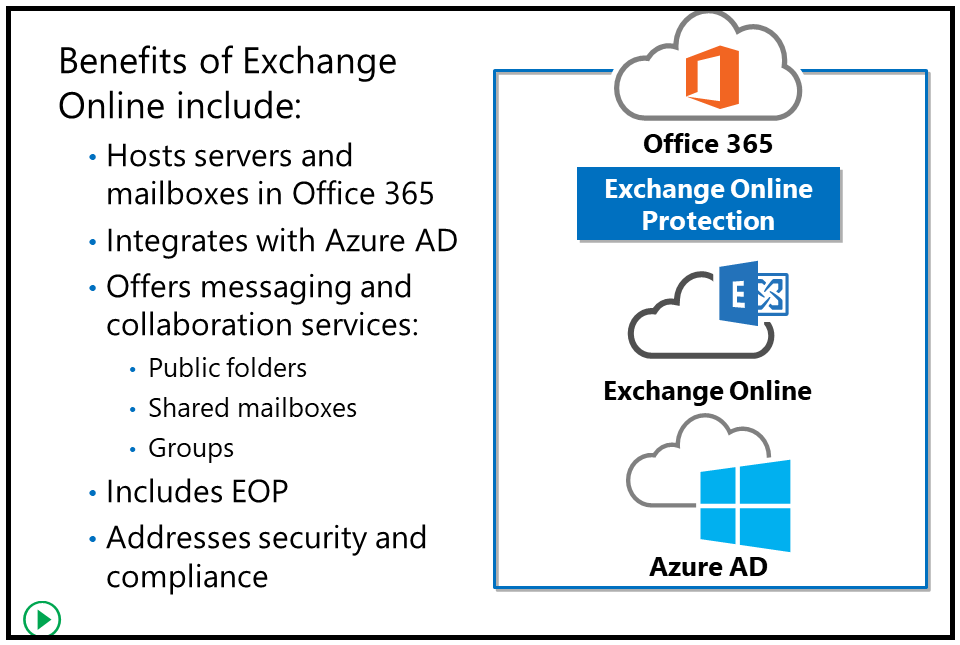 Benefits of Exchange
Online include:
• Hosts servers and
mailboxes in Office 365
• Integrates with Azure AD
• Offers messaging and
collaboration services:
• Public folders
• Shared mailboxes
• Groups
• Includes EOP
• Addresses security and
compliance
Office 365
Exchange Online
Protection
E
Exchange Online
Azure AD